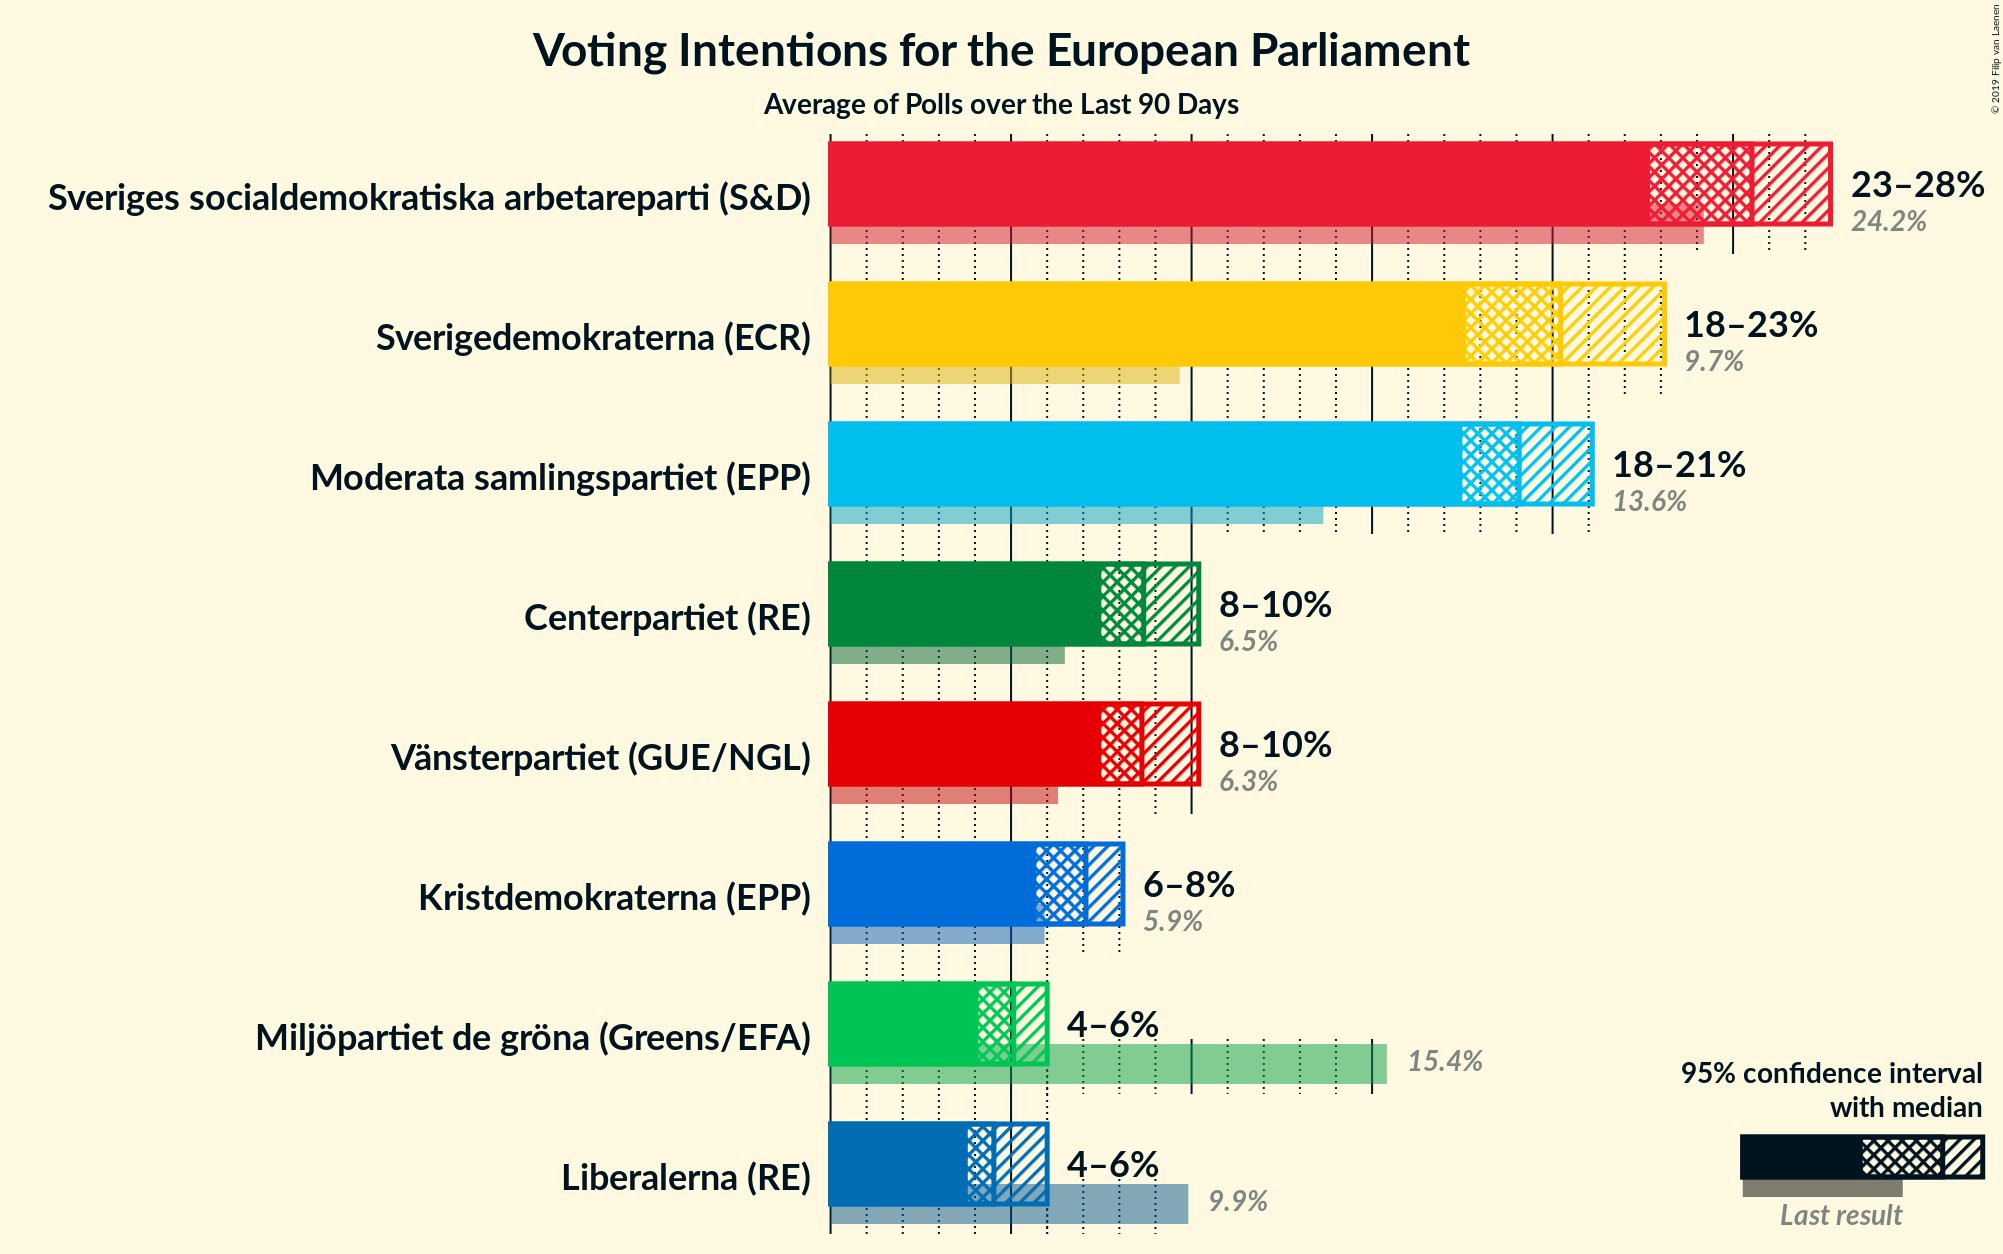 Voting Intentions for the European Parliament
Average of Polls over the Last 90 Days
© 2019 Filip van Laenen
Sveriges socialdemokratiska arbetareparti (S&D)
23–28%
24.2%
Sverigedemokraterna (ECR)
18–23%
9.7%
Moderata samlingspartiet (EPP)
18–21%
13.6%
Centerpartiet (RE)
8–10%
6.5%
Vänsterpartiet (GUE/NGL)
8–10%
6.3%
Kristdemokraterna (EPP)
6–8%
5.9%
Miljöpartiet de gröna (Greens/EFA)
4–6%
15.4%
Liberalerna (RE)
4–6%
9.9%
95% confidence interval
with median
Last result